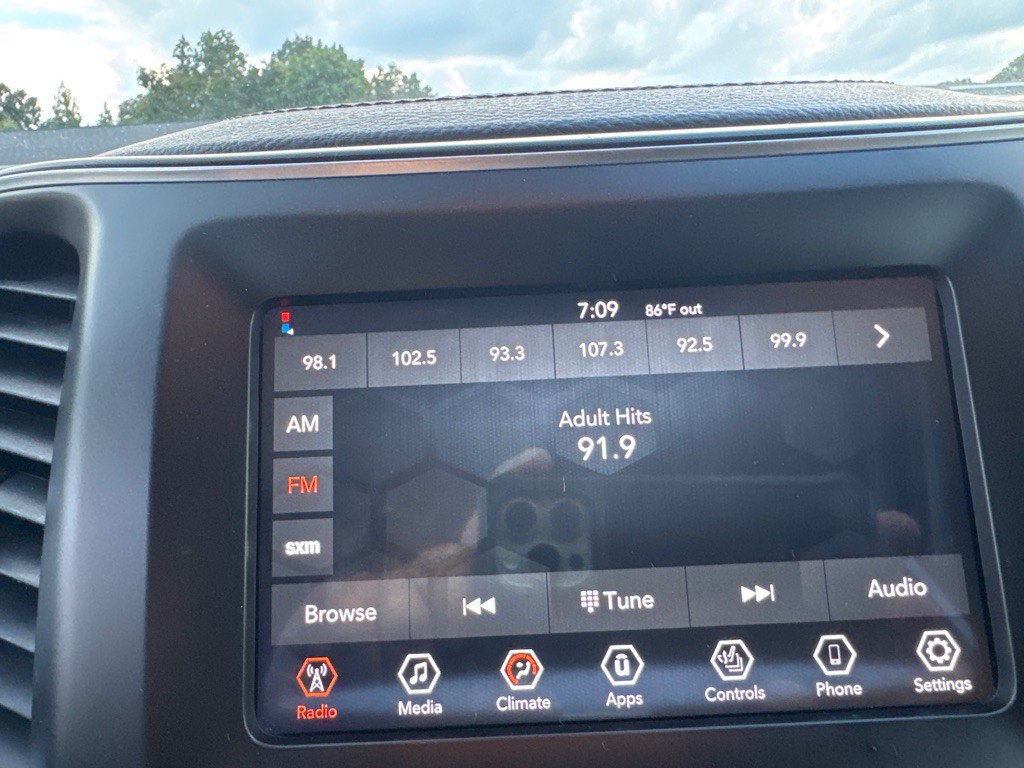 7:09 86°F out
98.1 102.5 93.3 107.3 92.5 99.9
AM
Adult Hits
91.9
FM
sxm
Browse Tune Audio
Radio Media Climate Apps Controls Phone Settings